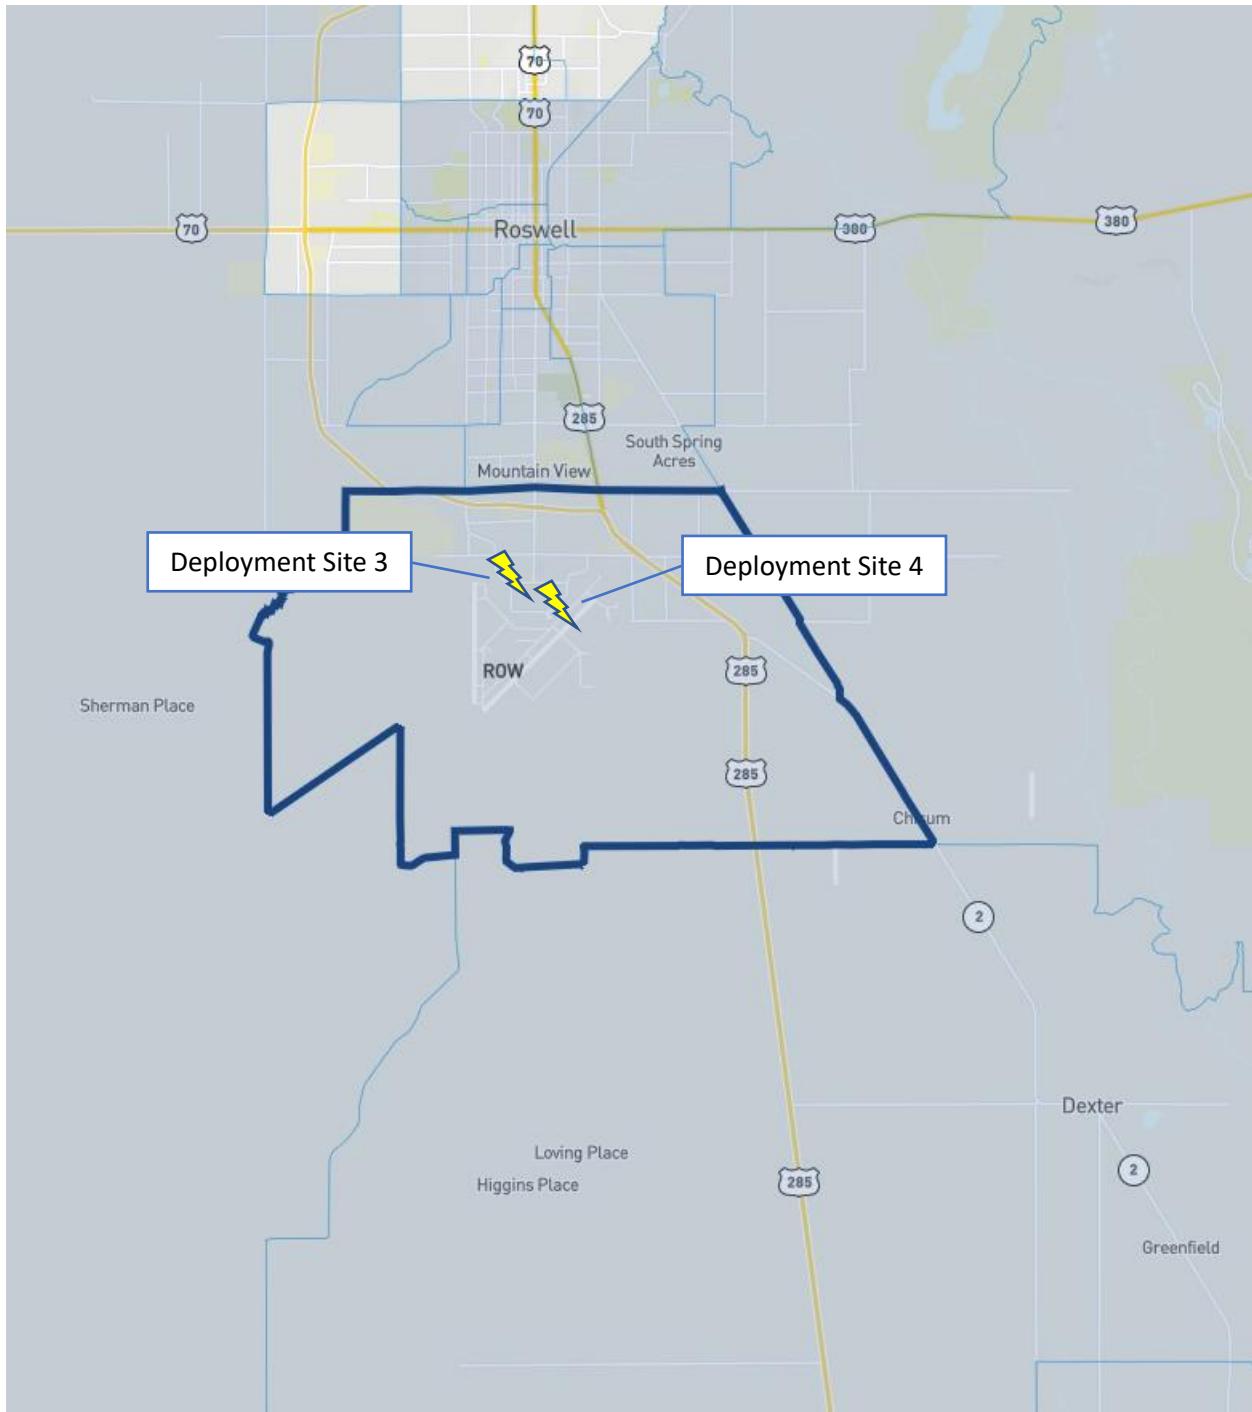 70
70
70
Roswell
380
380
285
South Spring
Acres
Mountain View
Deployment Site 3
Deployment Site 4
ROW
285
Sherman Place
285
Chisum
2
Dexter
Loving Place
2
285
Higgins Place
Greenfield